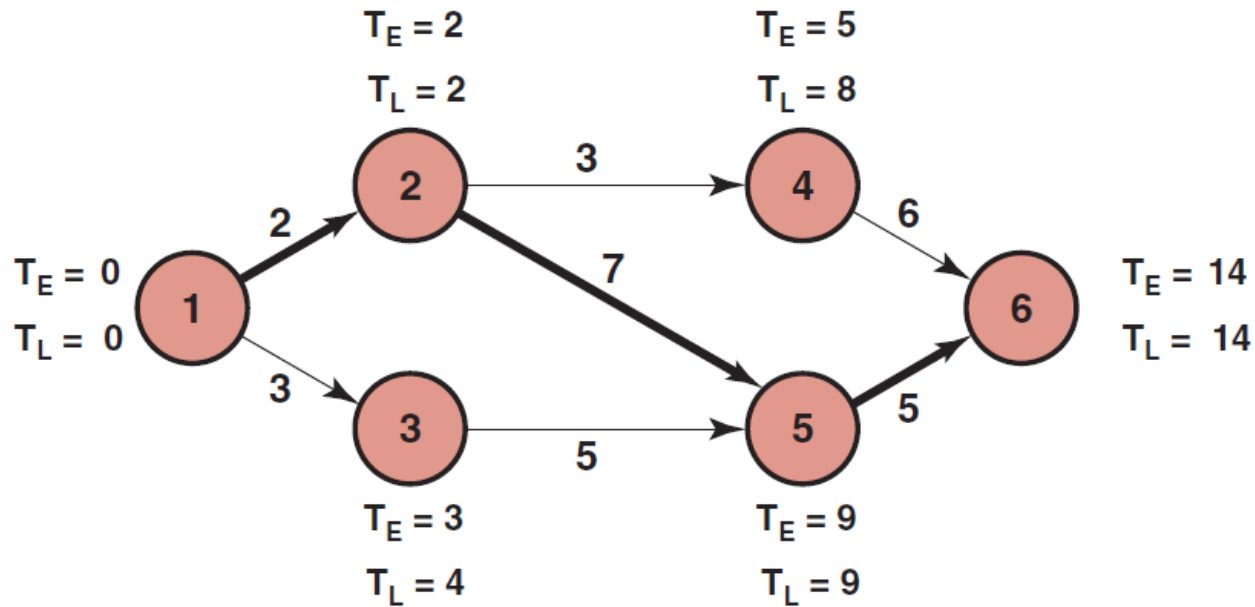 T_E = 2
T_L = 2
T_E = 5
T_L = 8
2
3
4
2
7
6
T_E = 0
T_L = 0
1
6
T_E = 14
T_L = 14
3
3
5
5
5
T_E = 3
T_L = 4
T_E = 9
T_L = 9